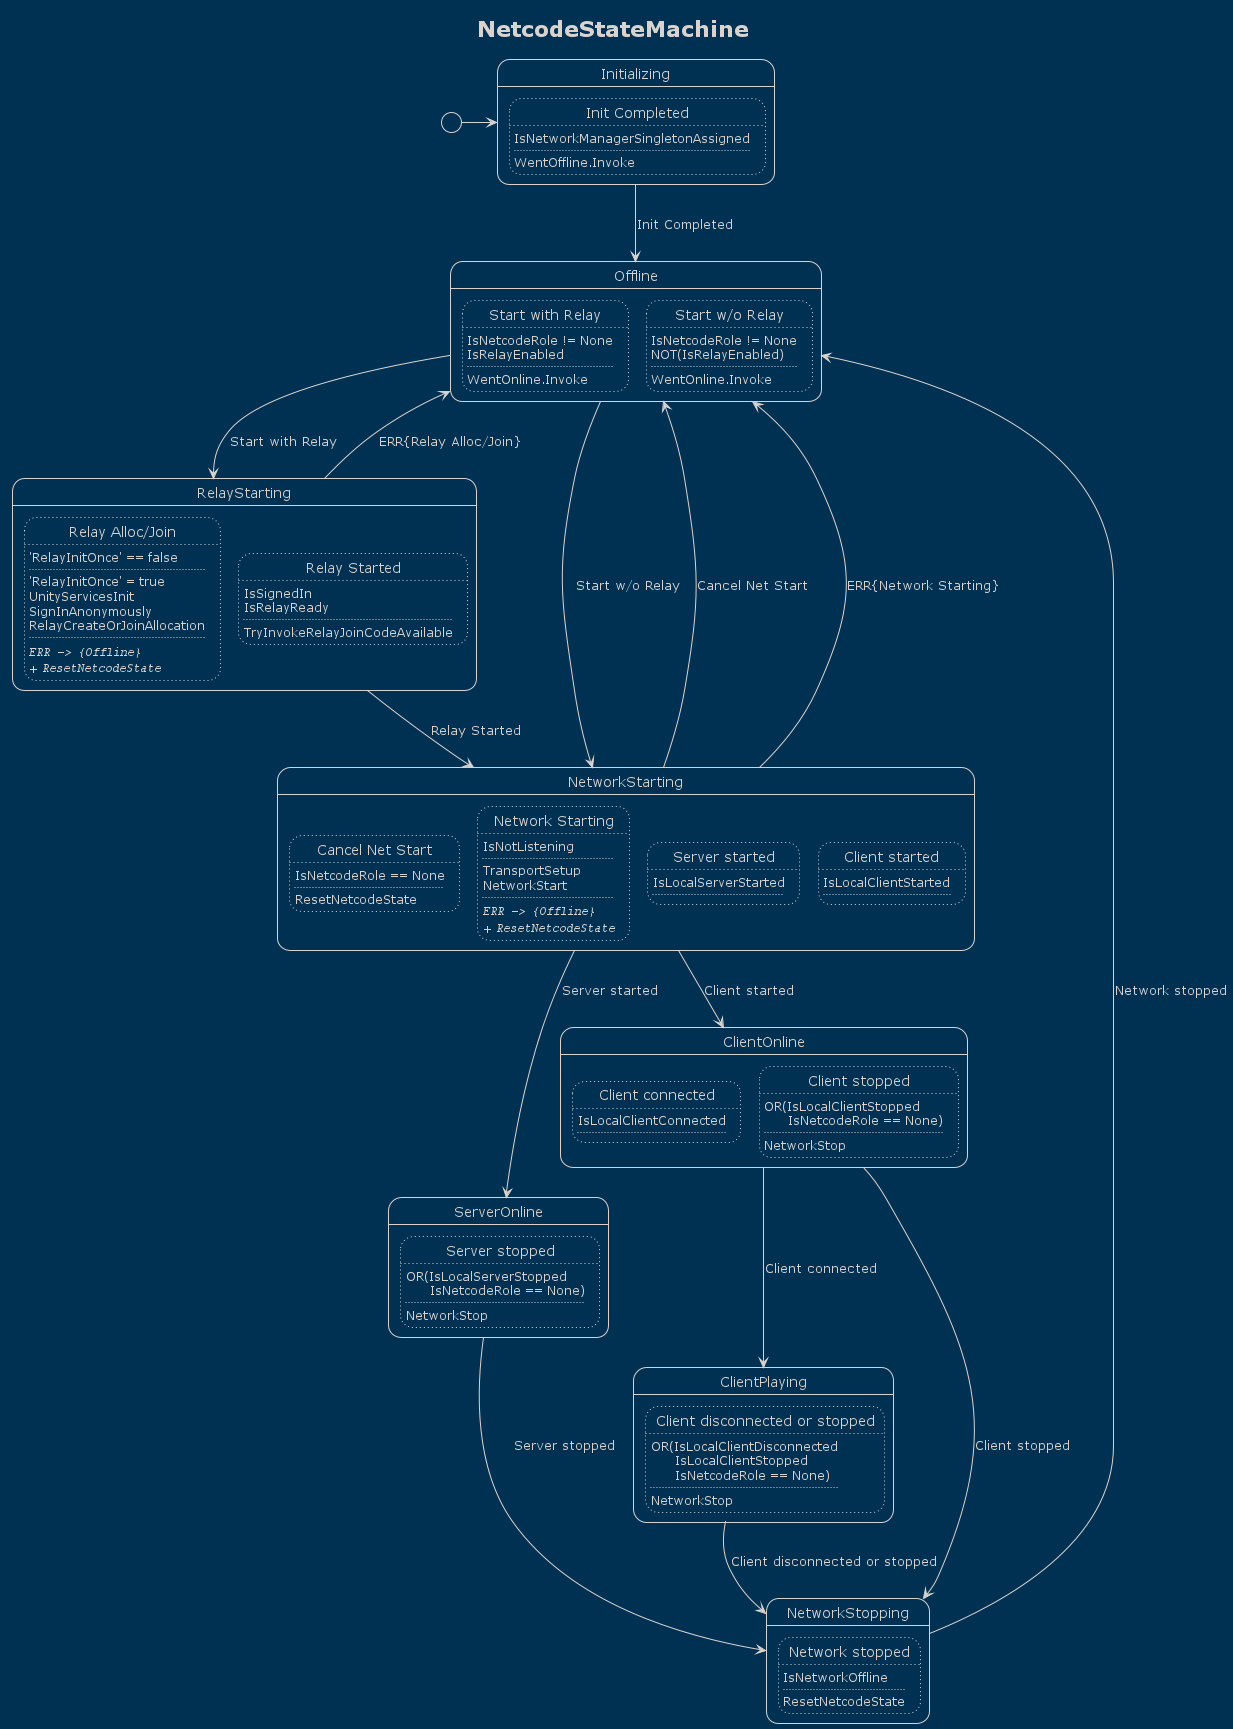 NetcodeStateMachine
Initializing
Init Completed
IsNetworkManagerSingletonAssigned
WentOffline.Invoke
Init Completed
Offline
Start with Relay
IsNetcodeRole != None
IsRelayEnabled
WentOnline.Invoke
Start w/o Relay
IsNetcodeRole != None
NOT(IsRelayEnabled)
WentOnline.Invoke
Start with Relay
ERR{Relay Alloc/Join}
RelayStarting
Relay Alloc/Join
'RelayInitOnce' == false
'RelayInitOnce' = true
UnityServicesInit
SignInAnonymously
RelayCreateOrJoinAllocation
ERR -> {Offline}
+ ResetNetcodeState
Relay Started
IsSignedIn
IsRelayReady
TryInvokeRelayJoinCodeAvailable
Start w/o Relay
Cancel Net Start
ERR{Network Starting}
Relay Started
NetworkStarting
Cancel Net Start
IsNetcodeRole == None
ResetNetcodeState
Network Starting
IsNotListening
TransportSetup
NetworkStart
ERR -> {Offline}
+ ResetNetcodeState
Server started
IsLocalServerStarted
Client started
IsLocalClientStarted
Server started
Client started
Network stopped
ClientOnline
Client connected
IsLocalClientConnected
Client stopped
OR(IsLocalClientStopped
IsNetcodeRole == None)
NetworkStop
ServerOnline
Server stopped
OR(IsLocalServerStopped
IsNetcodeRole == None)
NetworkStop
Client connected
ClientPlaying
Client disconnected or stopped
OR(IsLocalClientDisconnected
IsLocalClientStopped
IsNetcodeRole == None)
NetworkStop
Server stopped
Client stopped
Client disconnected or stopped
NetworkStopping
Network stopped
IsNetworkOffline
ResetNetcodeState